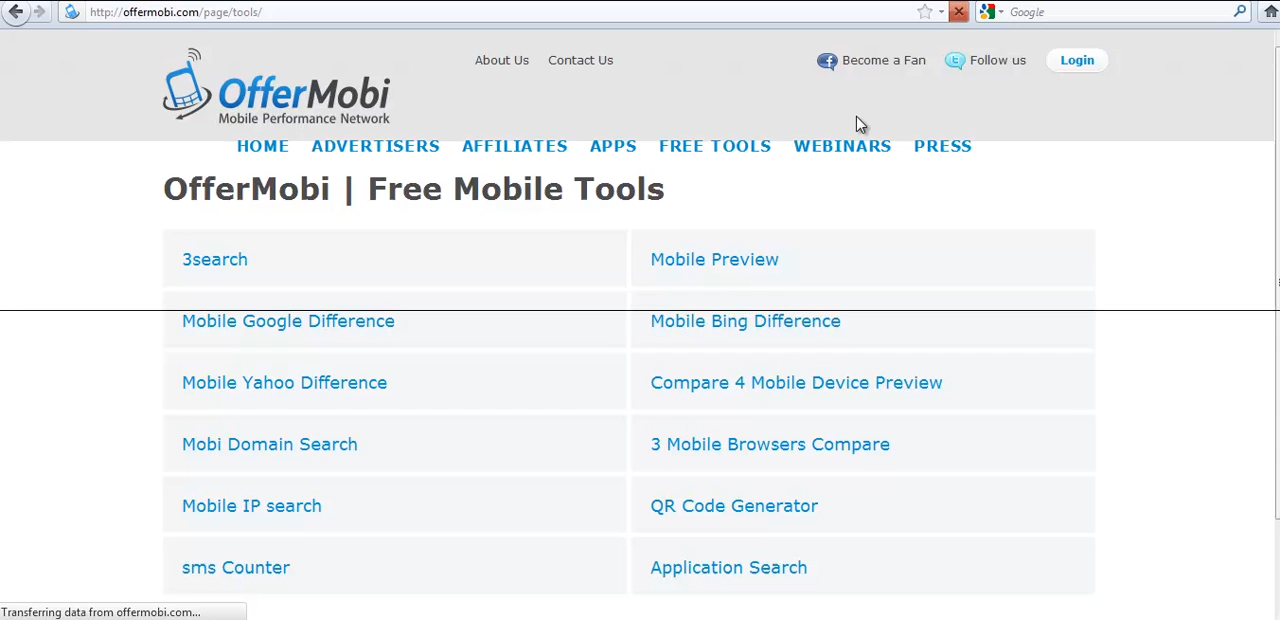 http://offermobi.com/page/tools/
Google
OfferMobi
Mobile Performance Network
About Us Contact Us
Become a Fan Follow us Login
HOME ADVERTISERS AFFILIATES APPS FREE TOOLS WEBINARS PRESS
OfferMobi | Free Mobile Tools
3search Mobile Preview
Mobile Google Difference Mobile Bing Difference
Mobile Yahoo Difference Compare 4 Mobile Device Preview
Mobi Domain Search 3 Mobile Browsers Compare
Mobile IP search QR Code Generator
sms Counter Application Search
Transferring data from offermobi.com...